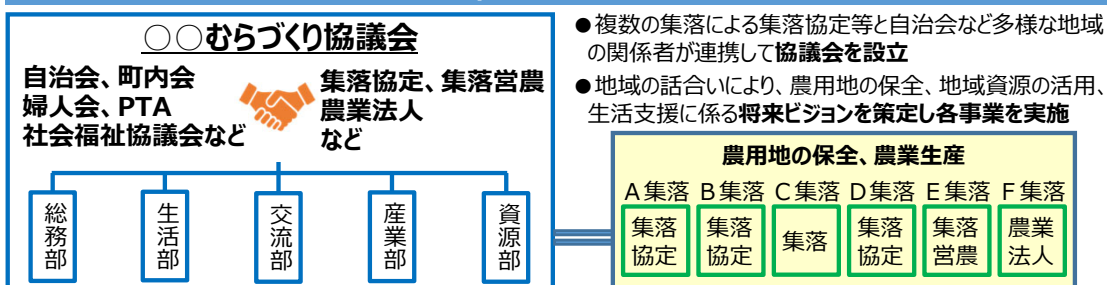 ○○むらづくり協議会
自治会、町内会
婦人会、PTA
社会福祉協議会など
集落協定、集落営農
農業法人
など
総務部
生活部
交流部
産業部
資源部
●複数の集落による集落協定等と自治会など多様な地域
の関係者が連携して協議会を設立
●地域の話合いにより、農用地の保全、地域資源の活用、
生活支援に係る将来ビジョンを策定し各事業を実施
農用地の保全、農業生産
A集落 B集落 C集落 D集落 E集落 F集落
集落協定
集落協定
集落
集落協定
集落営農
農業法人